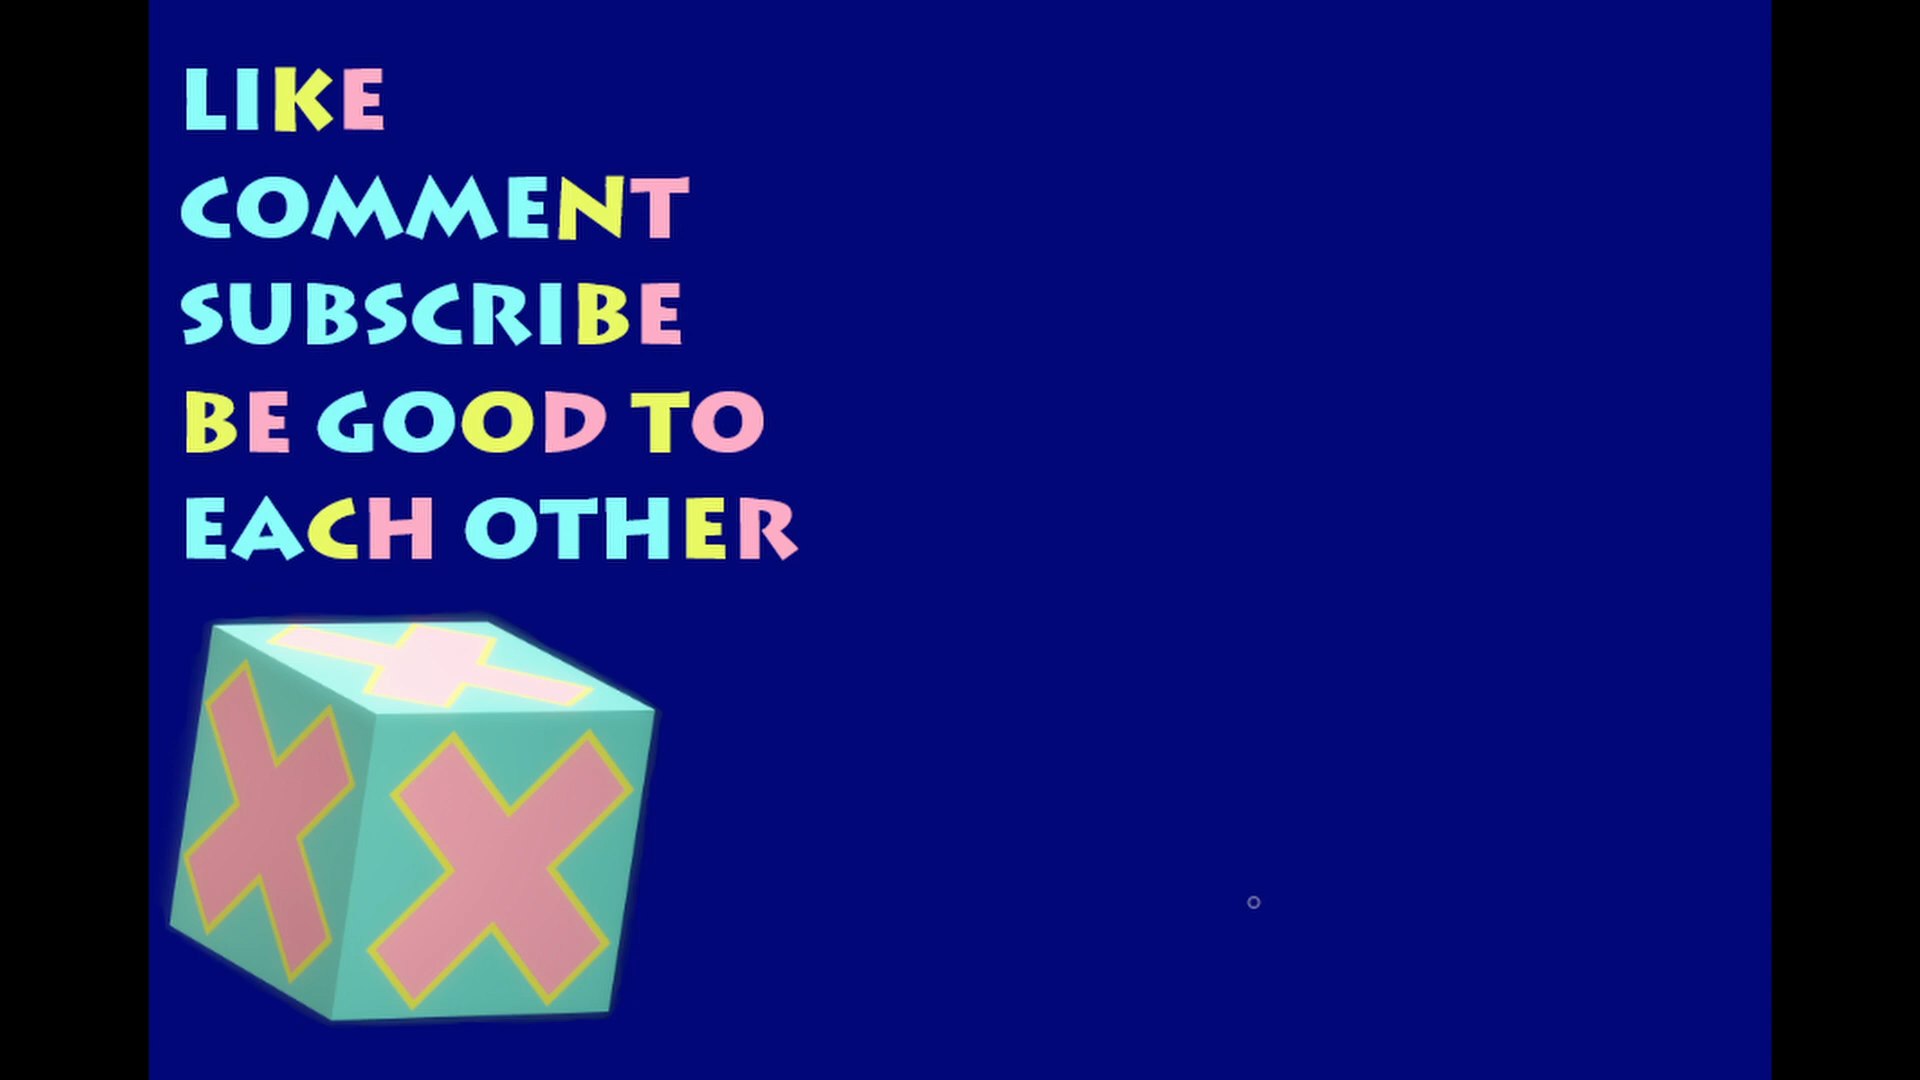 LIKE
COMMENT
SUBSCRIBE
BE GOOD TO
EACH OTHER
X X